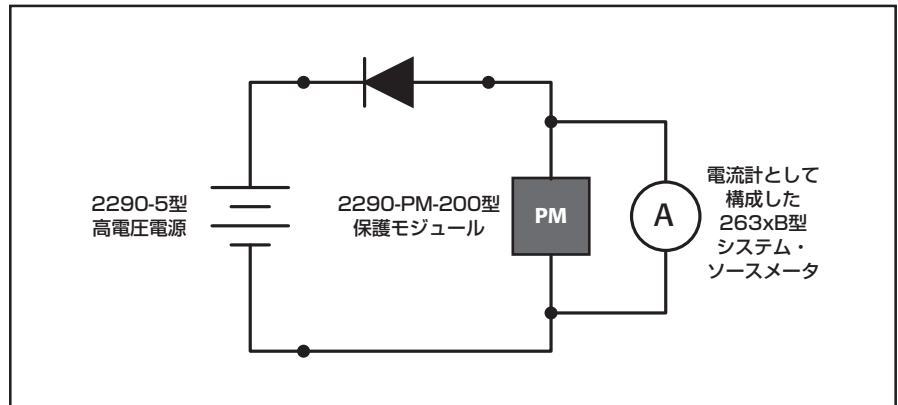 2290-5型
高電圧電源
2290-PM-200型
保護モジュール
PM
A
電流計として
構成した
263xB型
システム・
ソースメータ